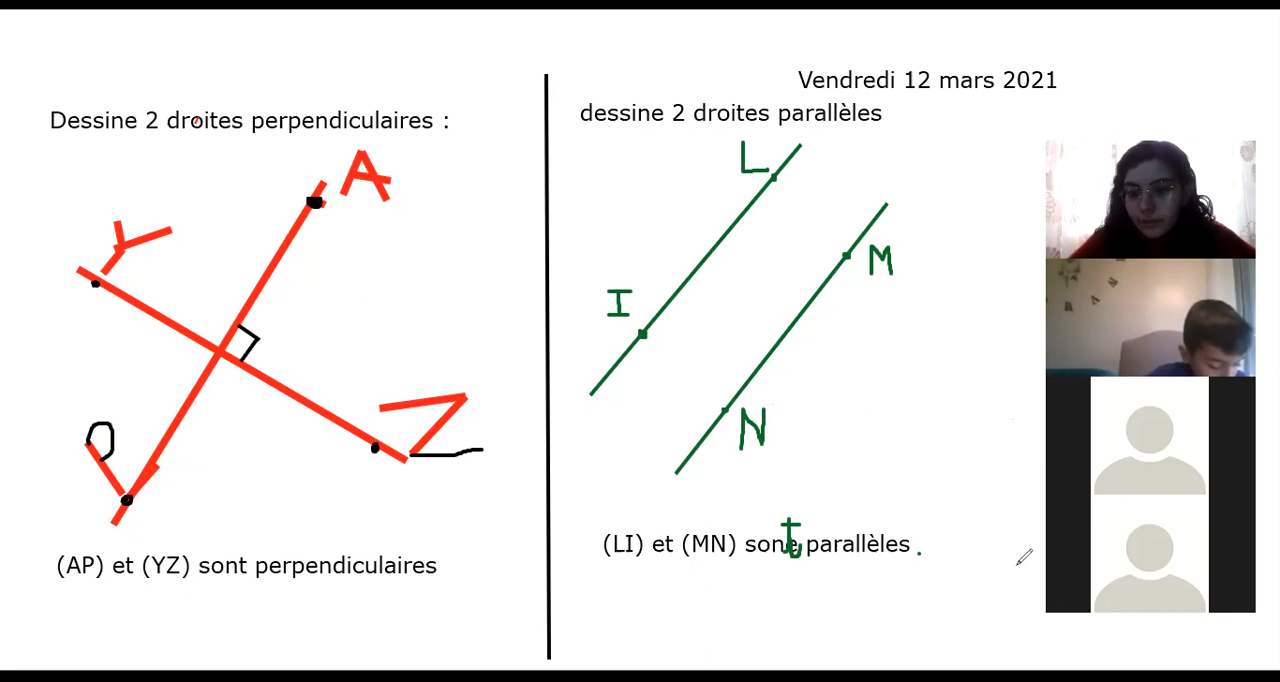 Dessine 2 droites perpendiculaires :
A
Y
Z
P
(AP) et (YZ) sont perpendiculaires
Vendredi 12 mars 2021
dessine 2 droites parallèles
L
M
I
N
(LI) et (MN) sont parallèles .